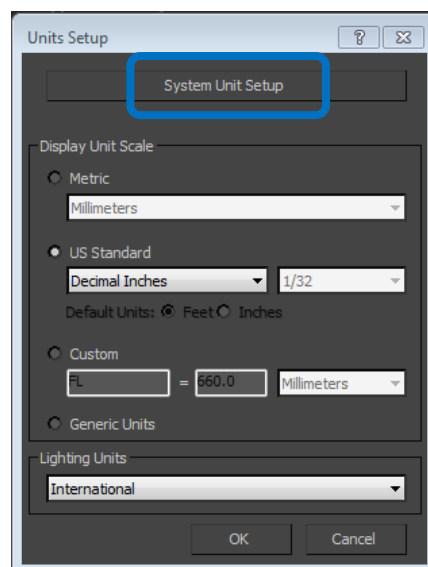 Units Setup
System Unit Setup
Display Unit Scale
Metric
Millimeters
US Standard
Decimal Inches 1/32
Default Units: Feet Inches
Custom
FL = 660.0 Millimeters
Generic Units
Lighting Units
International
OK Cancel